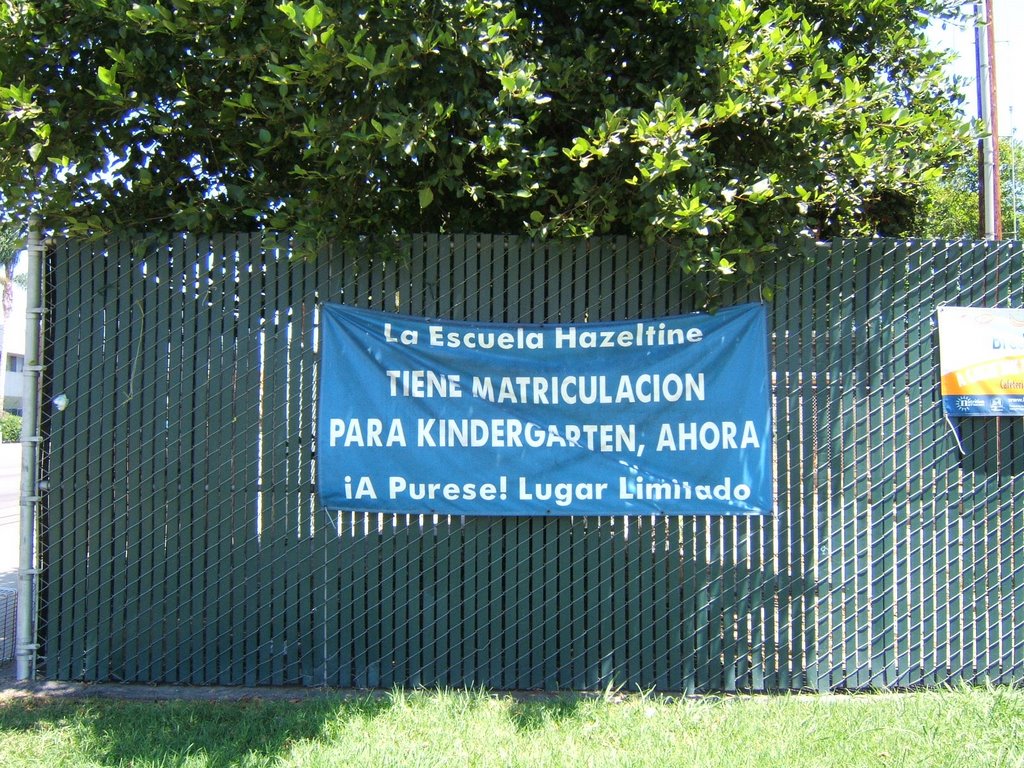 La Escuela Hazeltine
TIENE MATRICULACION
PARA KINDERGARTEN, AHORA
¡A Purese! Lugar Limitado